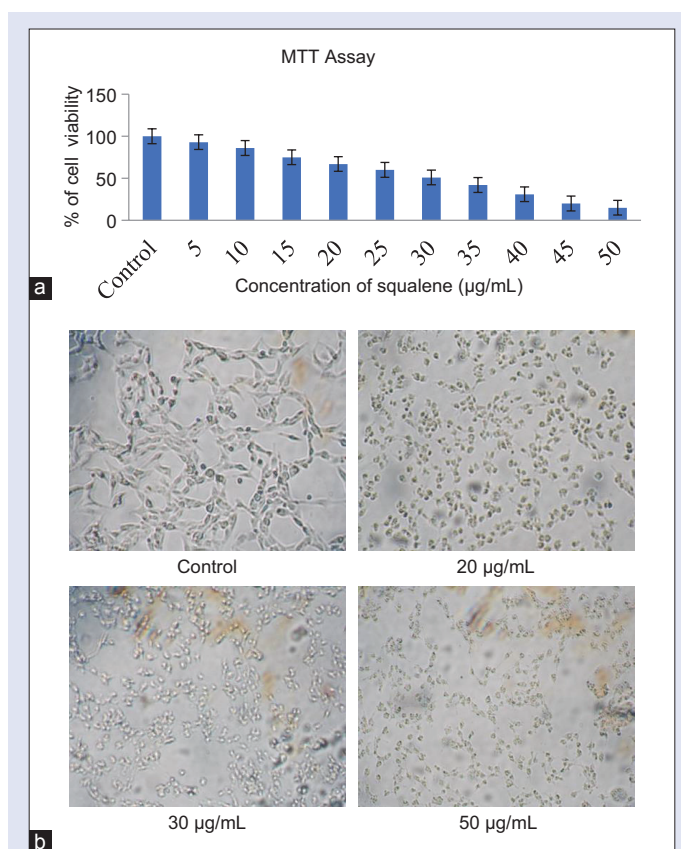 MTT Assay
% of cell viability
150
100
50
0
Control 5 10 15 20 25 30 35 40 45 50
Concentration of squalene (µg/mL)
a
Control 20 µg/mL
30 µg/mL 50 µg/mL
b